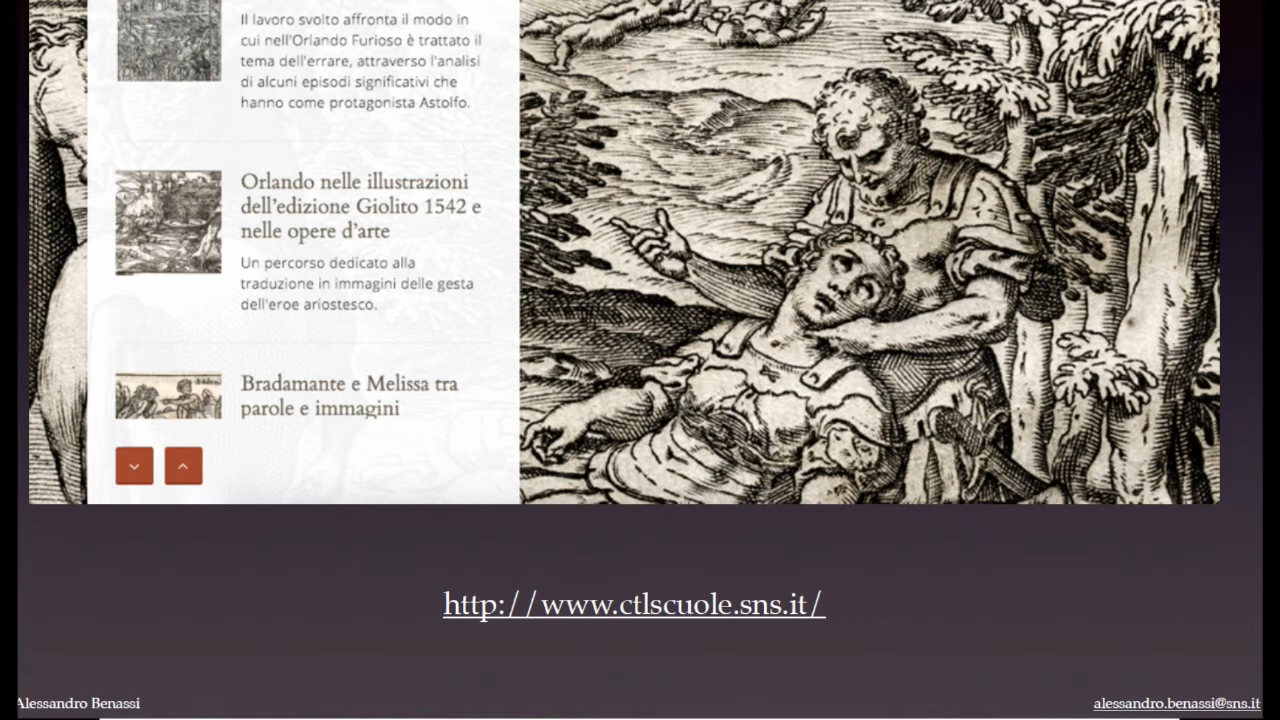 Il lavoro svolto affronta il modo in
cui nell'Orlando Furioso è trattato il
tema dell'errare, attraverso l'analisi
di alcuni episodi significativi che
hanno come protagonista Astolfo.
Orlando nelle illustrazioni
dell'edizione Giolito 1542 e
nelle opere d'arte
Un percorso dedicato alla
traduzione in immagini delle gesta
dell'eroe ariostesco.
Bradamante e Melissa tra
parole e immagini
http://www.ctlscuole.sns.it/
Alessandro Benassi
alessandro.benassi@sns.it